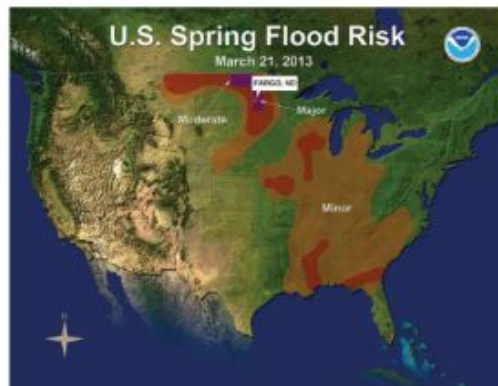 U.S. Spring Flood Risk
March 21, 2013
FARGO, ND
Moderate
Major
Minor